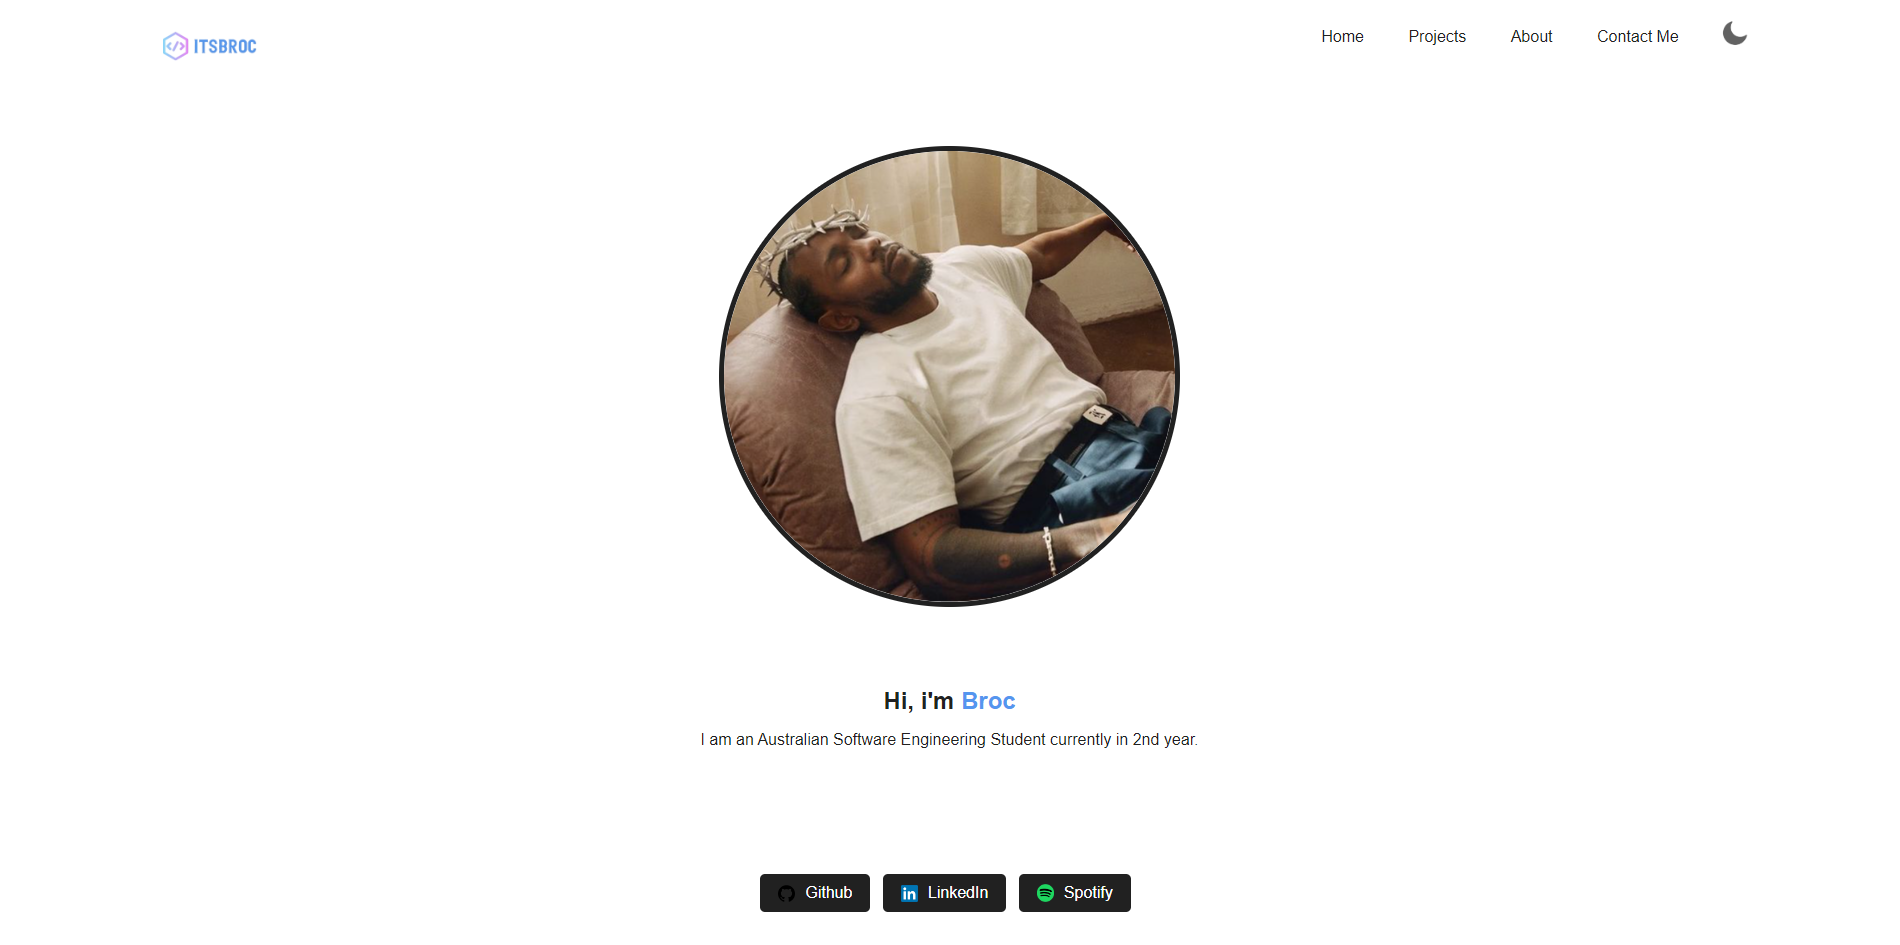 ITSBROC
Home Projects About Contact Me
Hi, i'm Broc
I am an Australian Software Engineering Student currently in 2nd year.
Github LinkedIn Spotify